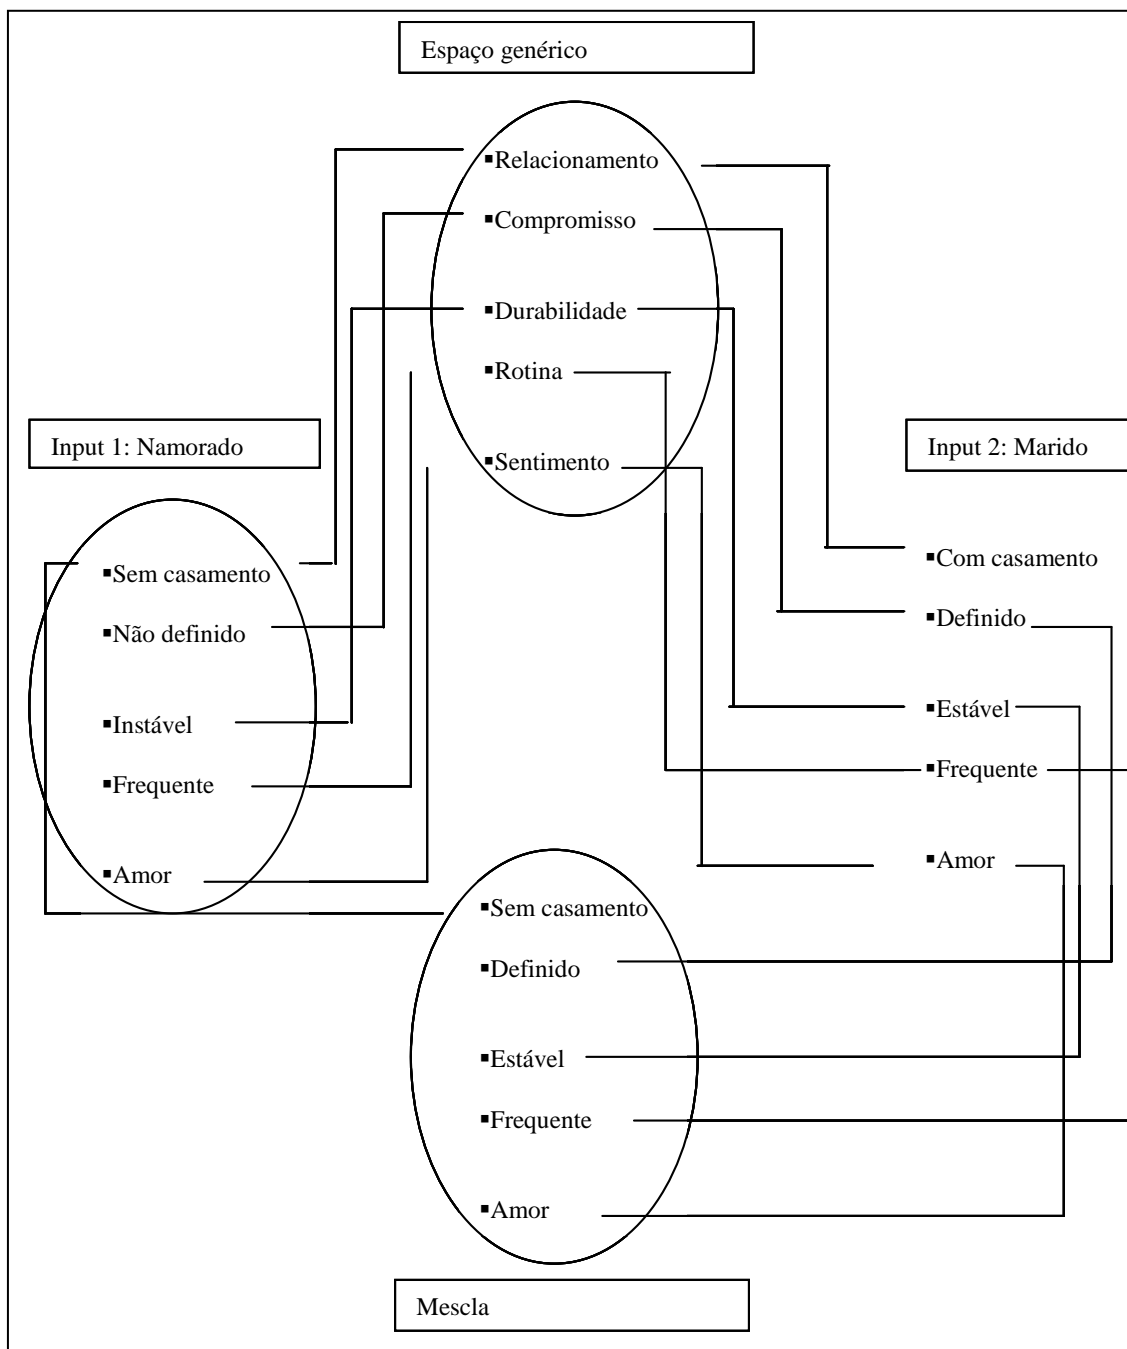 Espaço genérico
▪Relacionamento
▪Compromisso
▪Durabilidade
▪Rotina
▪Sentimento
Input 1: Namorado
▪Sem casamento
▪Não definido
▪Instável
▪Frequente
▪Amor
Input 2: Marido
▪Com casamento
▪Definido
▪Estável
▪Frequente
▪Amor
▪Sem casamento
▪Definido
▪Estável
▪Frequente
▪Amor
Mescla